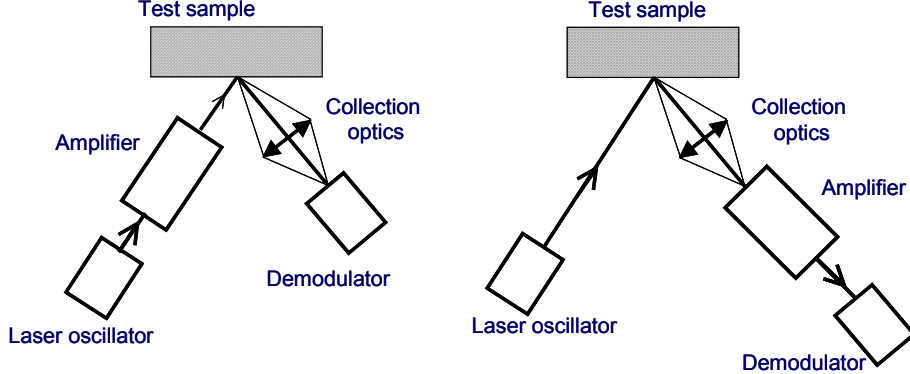 Test sample
Collection
optics
Amplifier
Demodulator
Laser oscillator
Test sample
Collection
optics
Amplifier
Laser oscillator
Demodulator